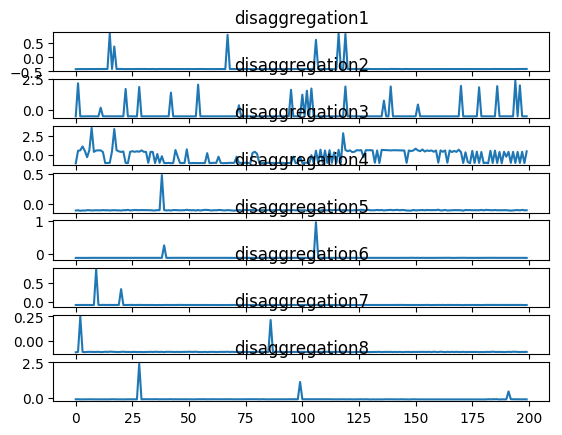 disaggregation1
0.5
0.0
-0.5
disaggregation2
2.5
0.0
disaggregation3
2.5
0.0
disaggregation4
0.5
0.0
disaggregation5
1
0
disaggregation6
0.5
0.0
disaggregation7
0.25
0.00
disaggregation8
2.5
0.0
0 25 50 75 100 125 150 175 200